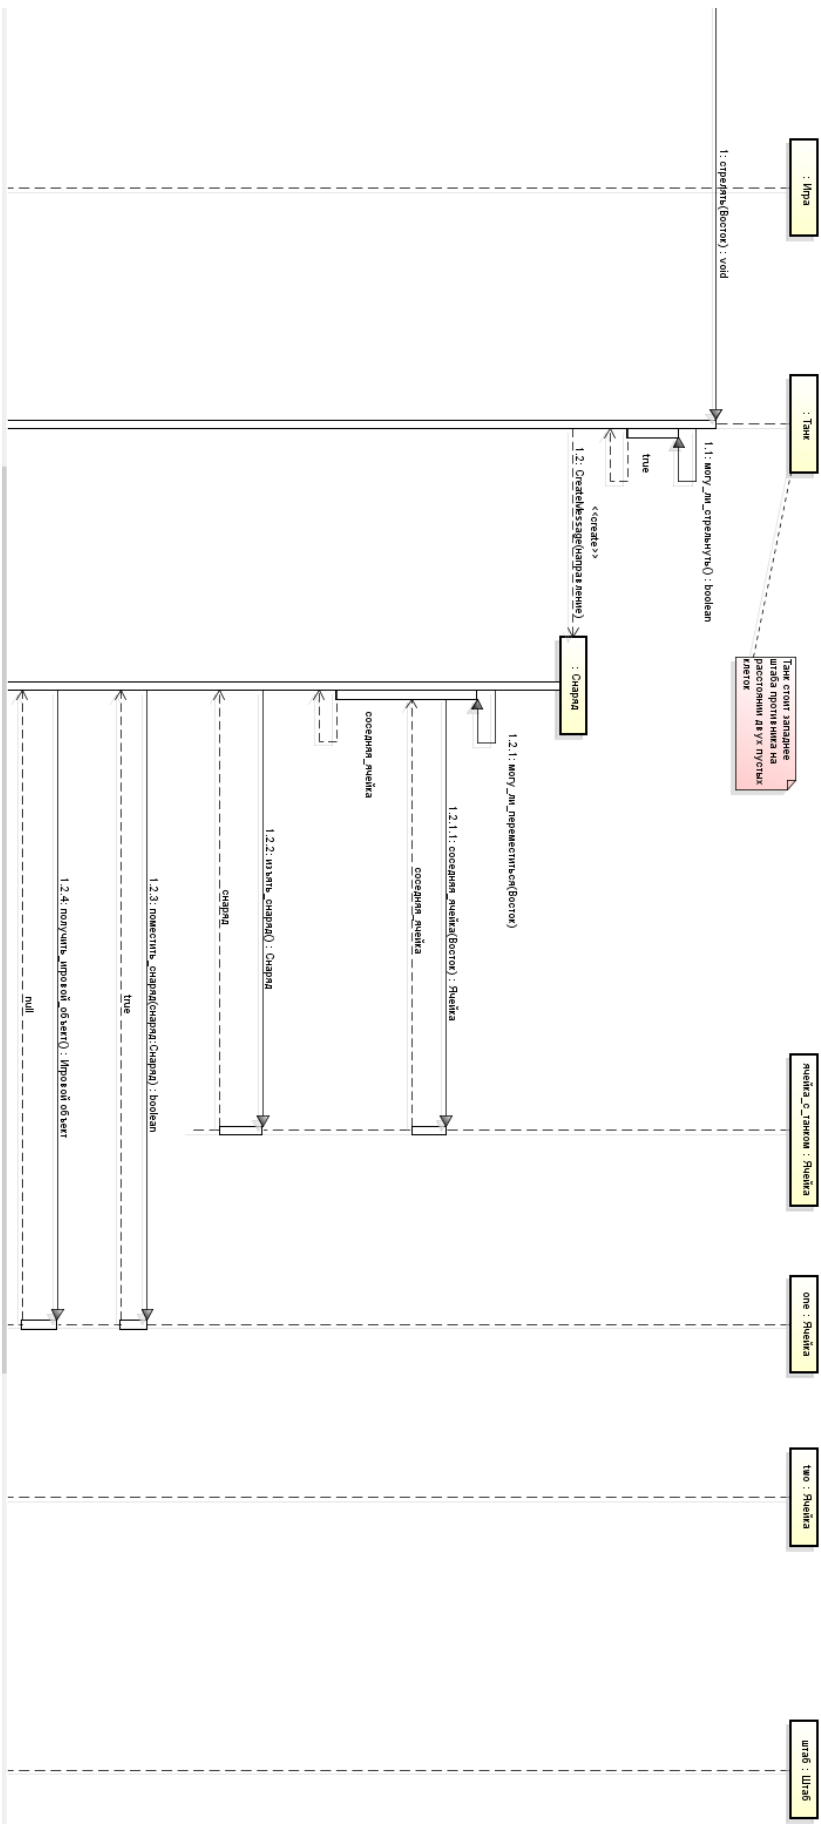 : Игра
: Танк
ячейка_с_танком : Ячейка
one : Ячейка
two : Ячейка
штаб : Штаб
Танк стоит западнее
штаба противника на
расстоянии двух пустых
клеток
1: стрелять(Восток) : void
1.1: могу_ли_стрельнуть() : boolean
true
<<create>>
1.2: CreateMessage(направление)
: Снаряд
1.2.1: могу_ли_переместиться(Восток)
1.2.1.1: соседняя_ячейка(Восток) : Ячейка
соседняя_ячейка
соседняя_ячейка
1.2.2: изъять_снаряд() : Снаряд
снаряд
1.2.3: поместить_снаряд(снаряд:Снаряд) : boolean
true
1.2.4: получить_игровой_объект() : Игровой объект
null